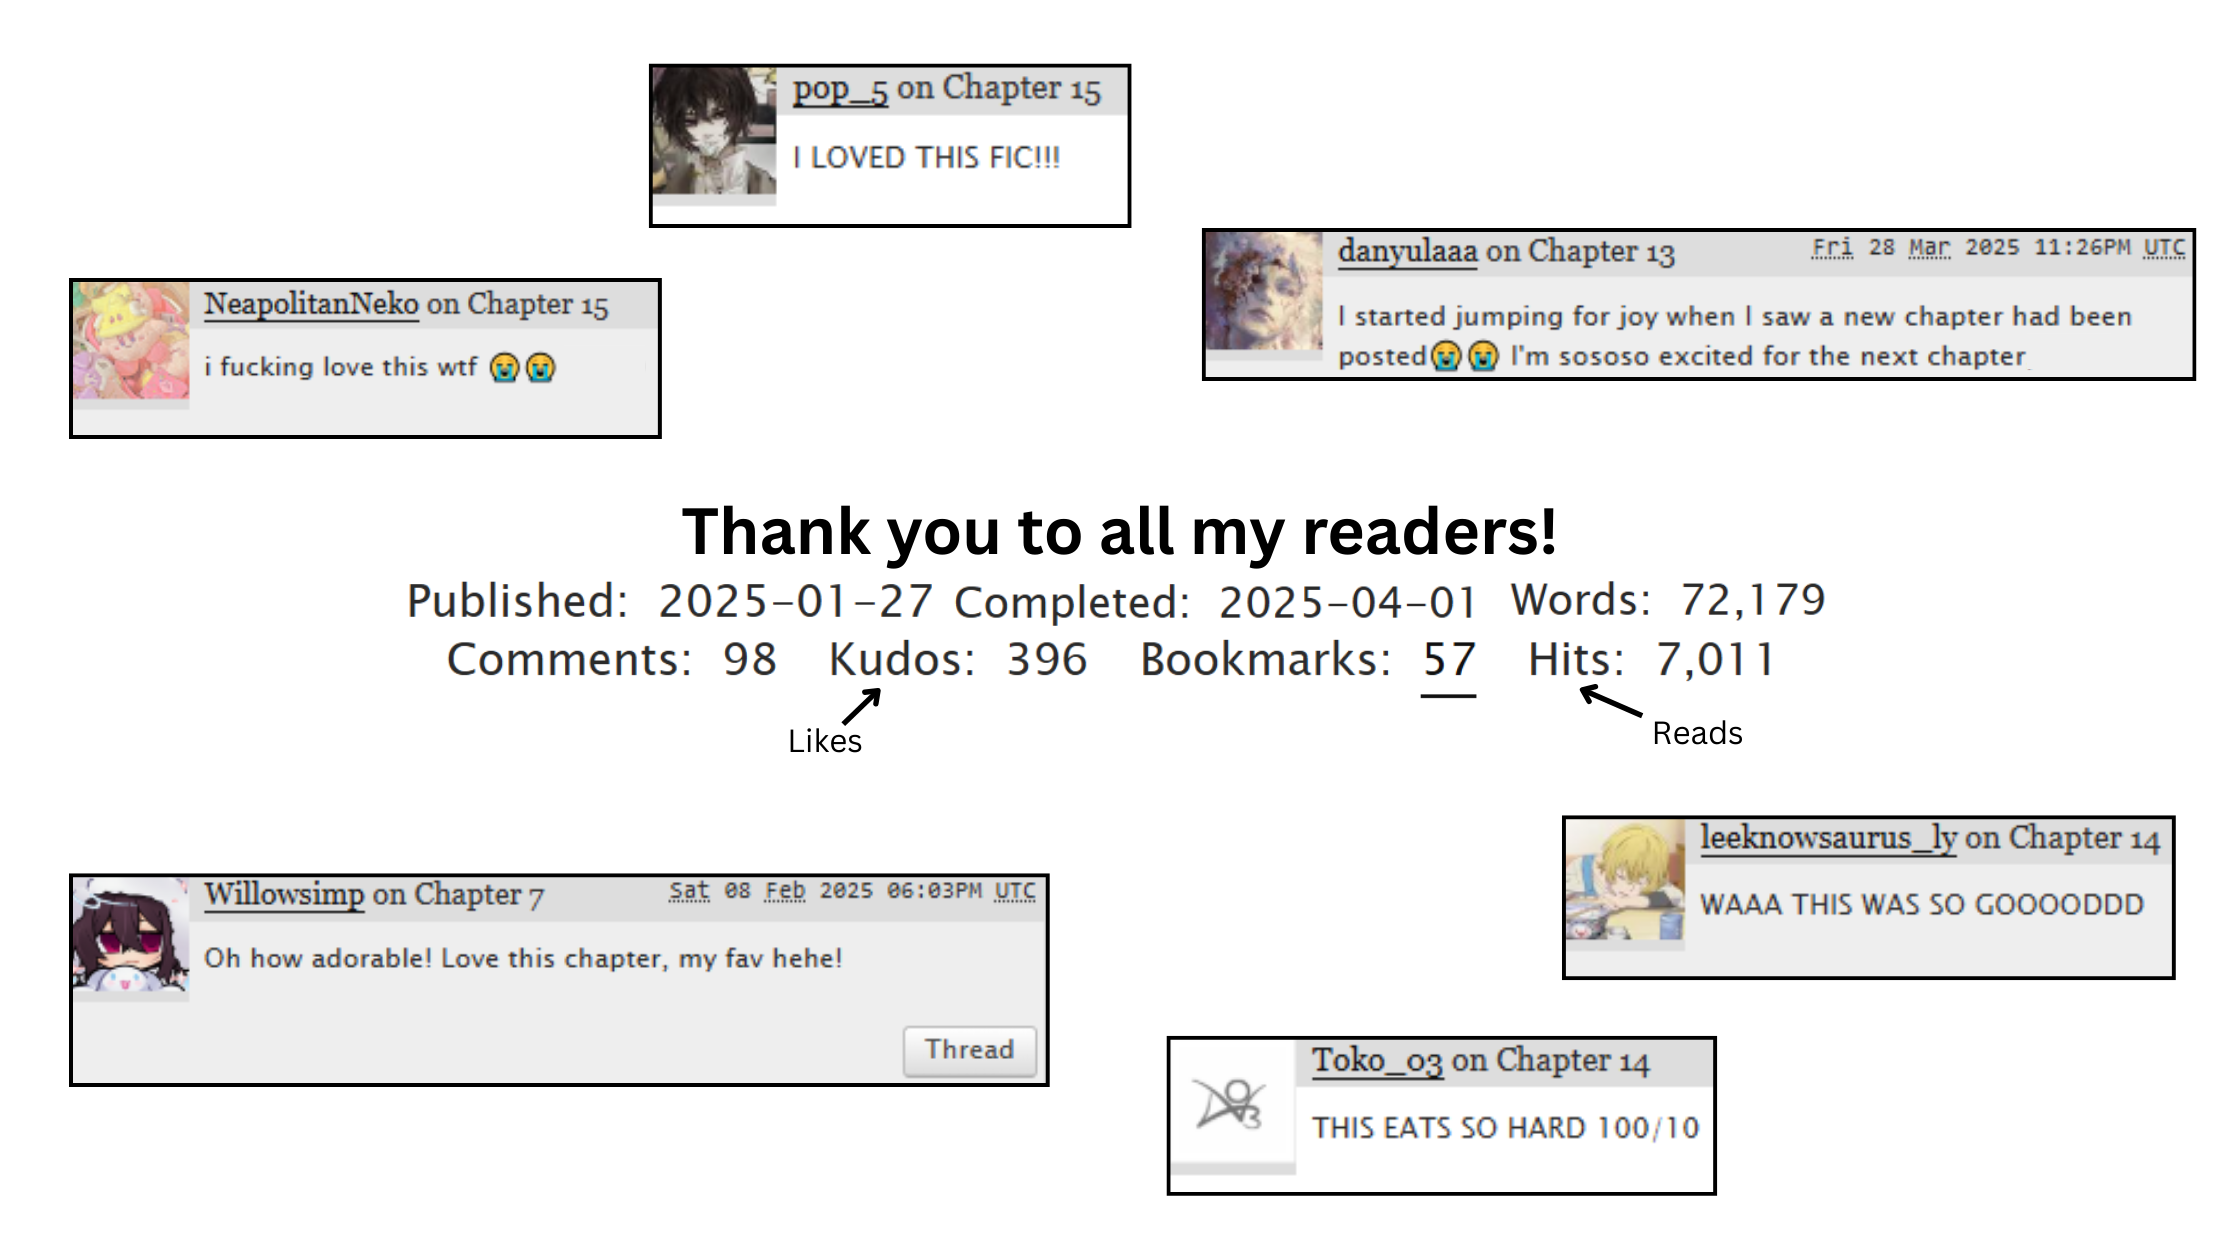 pop_5 on Chapter 15
I LOVED THIS FIC!!!
danyulaaa on Chapter 13 Fri 28 Mar 2025 11:26PM UTC
I started jumping for joy when I saw a new chapter had been
posted😭😭 I'm sososo excited for the next chapter
NeapolitanNeko on Chapter 15
i fucking love this wtf 😭😭
Thank you to all my readers!
Published: 2025-01-27 Completed: 2025-04-01 Words: 72,179
Comments: 98 Kudos: 396 Bookmarks: 57 Hits: 7,011
Likes
Reads
leeknowsaurus_ly on Chapter 14
WAAA THIS WAS SO GOOOODDD
Willowsimp on Chapter 7 Sat 08 Feb 2025 06:03PM UTC
Oh how adorable! Love this chapter, my fav hehe!
Thread
Toko_03 on Chapter 14
THIS EATS SO HARD 100/10